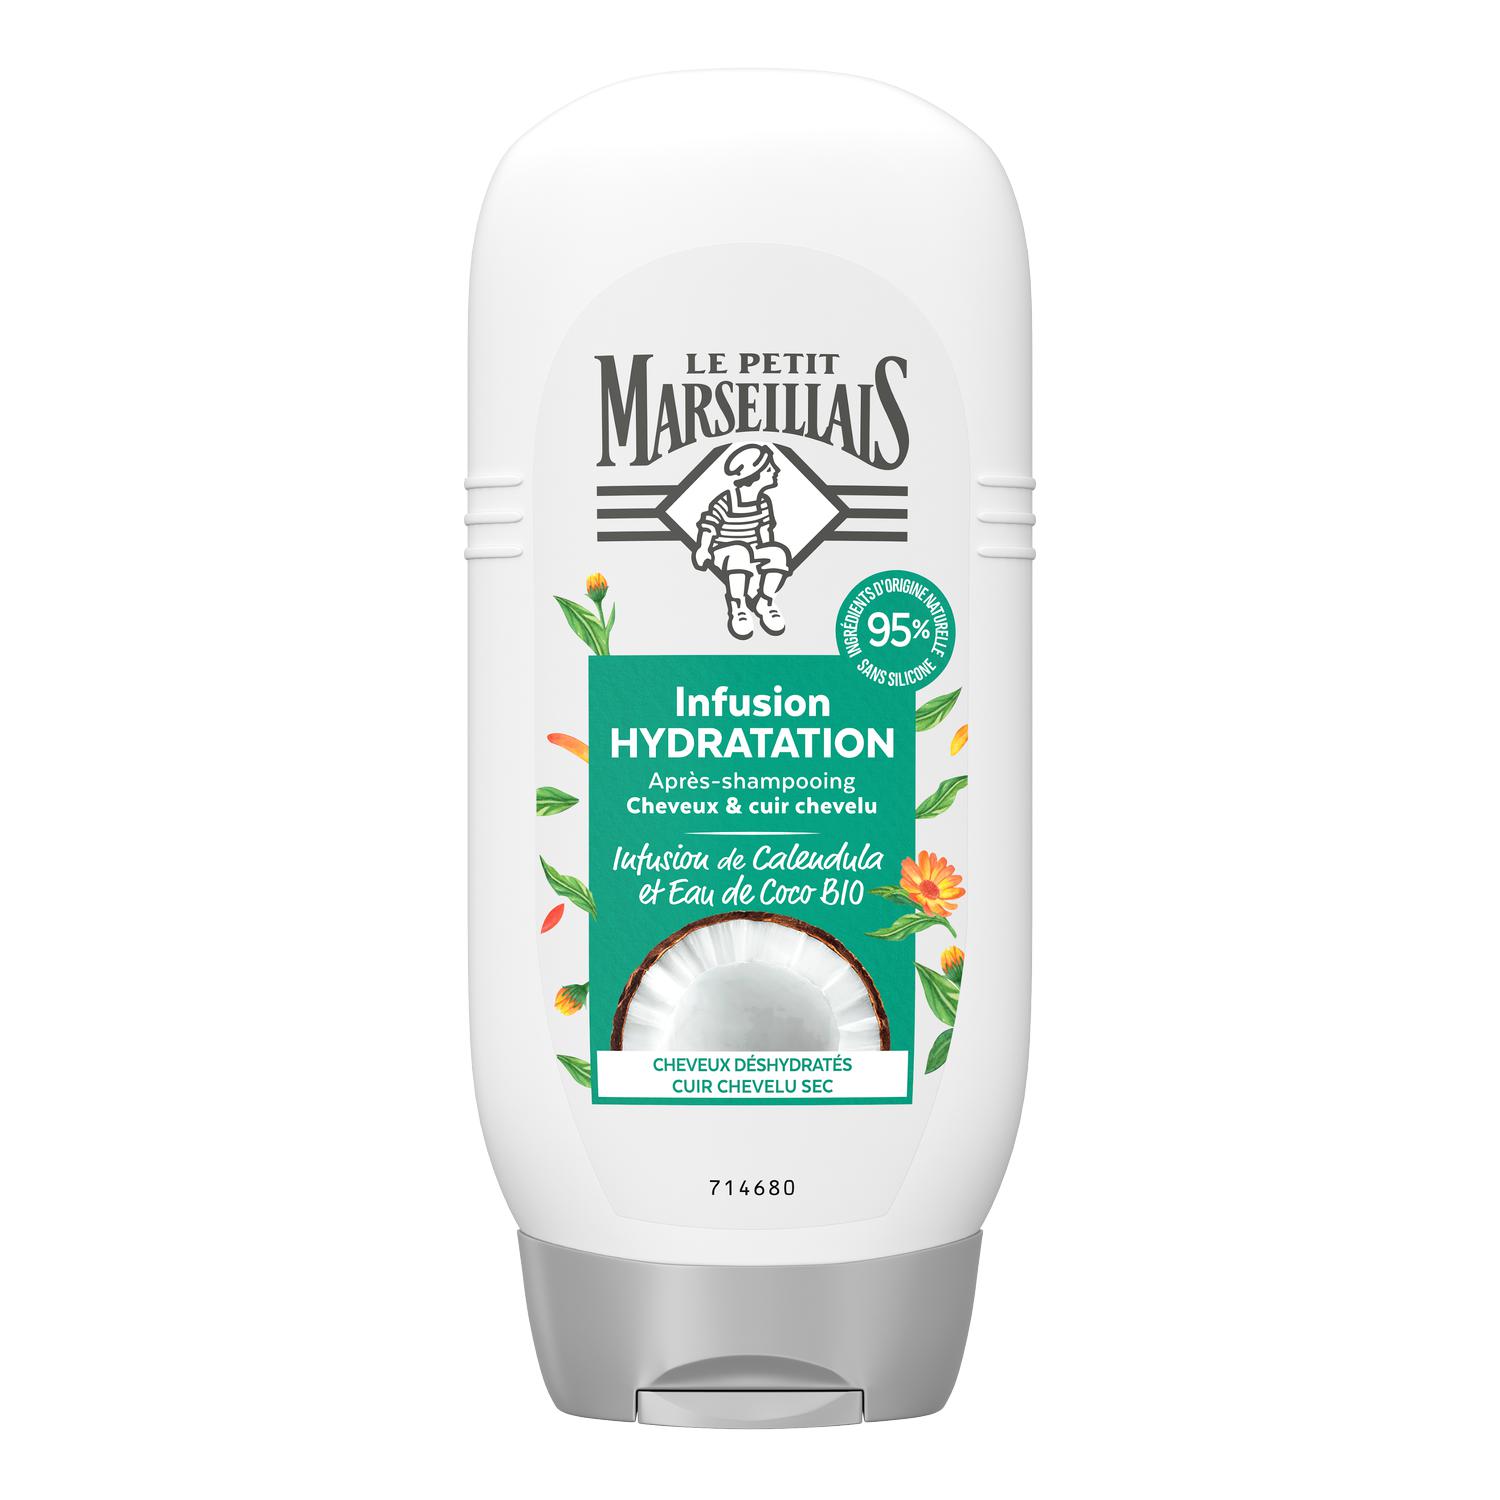 LE PETIT
MARSEILLAIS
INGRÉDIENTS D'ORIGINE NATURELLE
95%
SANS SILICONE
Infusion
HYDRATATION
Après-shampooing
Cheveux & cuir chevelu
Infusion de Calendula
et Eau de Coco BIO
CHEVEUX DÉSHYDRATÉS
CUIR CHEVELU SEC
714680